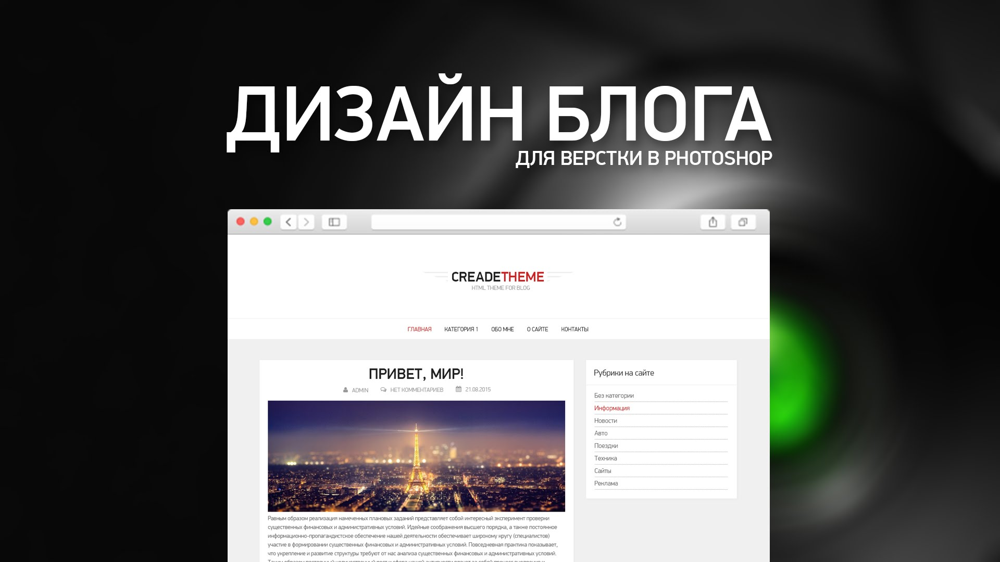 ДИЗАЙН БЛОГА
ДЛЯ ВЕРСТКИ В PHOTOSHOP
CREADETHEME
HTML THEME FOR BLOG
ГЛАВНАЯ КАТЕГОРИЯ 1 ОБО МНЕ О САЙТЕ КОНТАКТЫ
ПРИВЕТ, МИР!
ADMIN НЕТ КОММЕНТАРИЕВ 21.08.2015
Равным образом реализация намеченных плановых заданий представляет собой интересный эксперимент проверки
существенных финансовых и административных условий. Идейные соображения высшего порядка, а также постоянное
информационно-пропагандистское обеспечение нашей деятельности обеспечивает широкому кругу (специалистов)
участие в формировании существенных финансовых и административных условий. Повседневная практика показывает,
что укрепление и развитие структуры требуют от нас анализа существенных финансовых и административных условий.
Рубрики на сайте
Без категории
Информация
Новости
Авто
Поездки
Техника
Сайты
Реклама